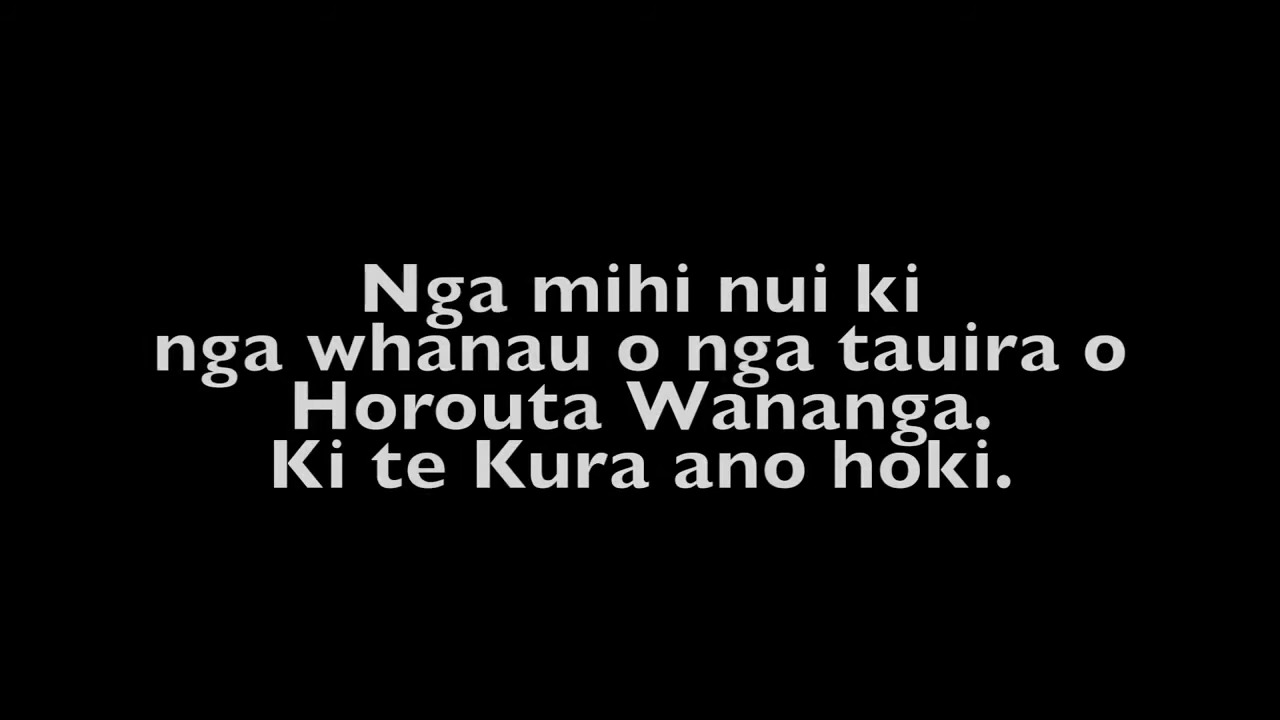 Nga mihi nui ki
nga whanau o nga tauira o
Horouta Wananga.
Ki te Kura ano hoki.